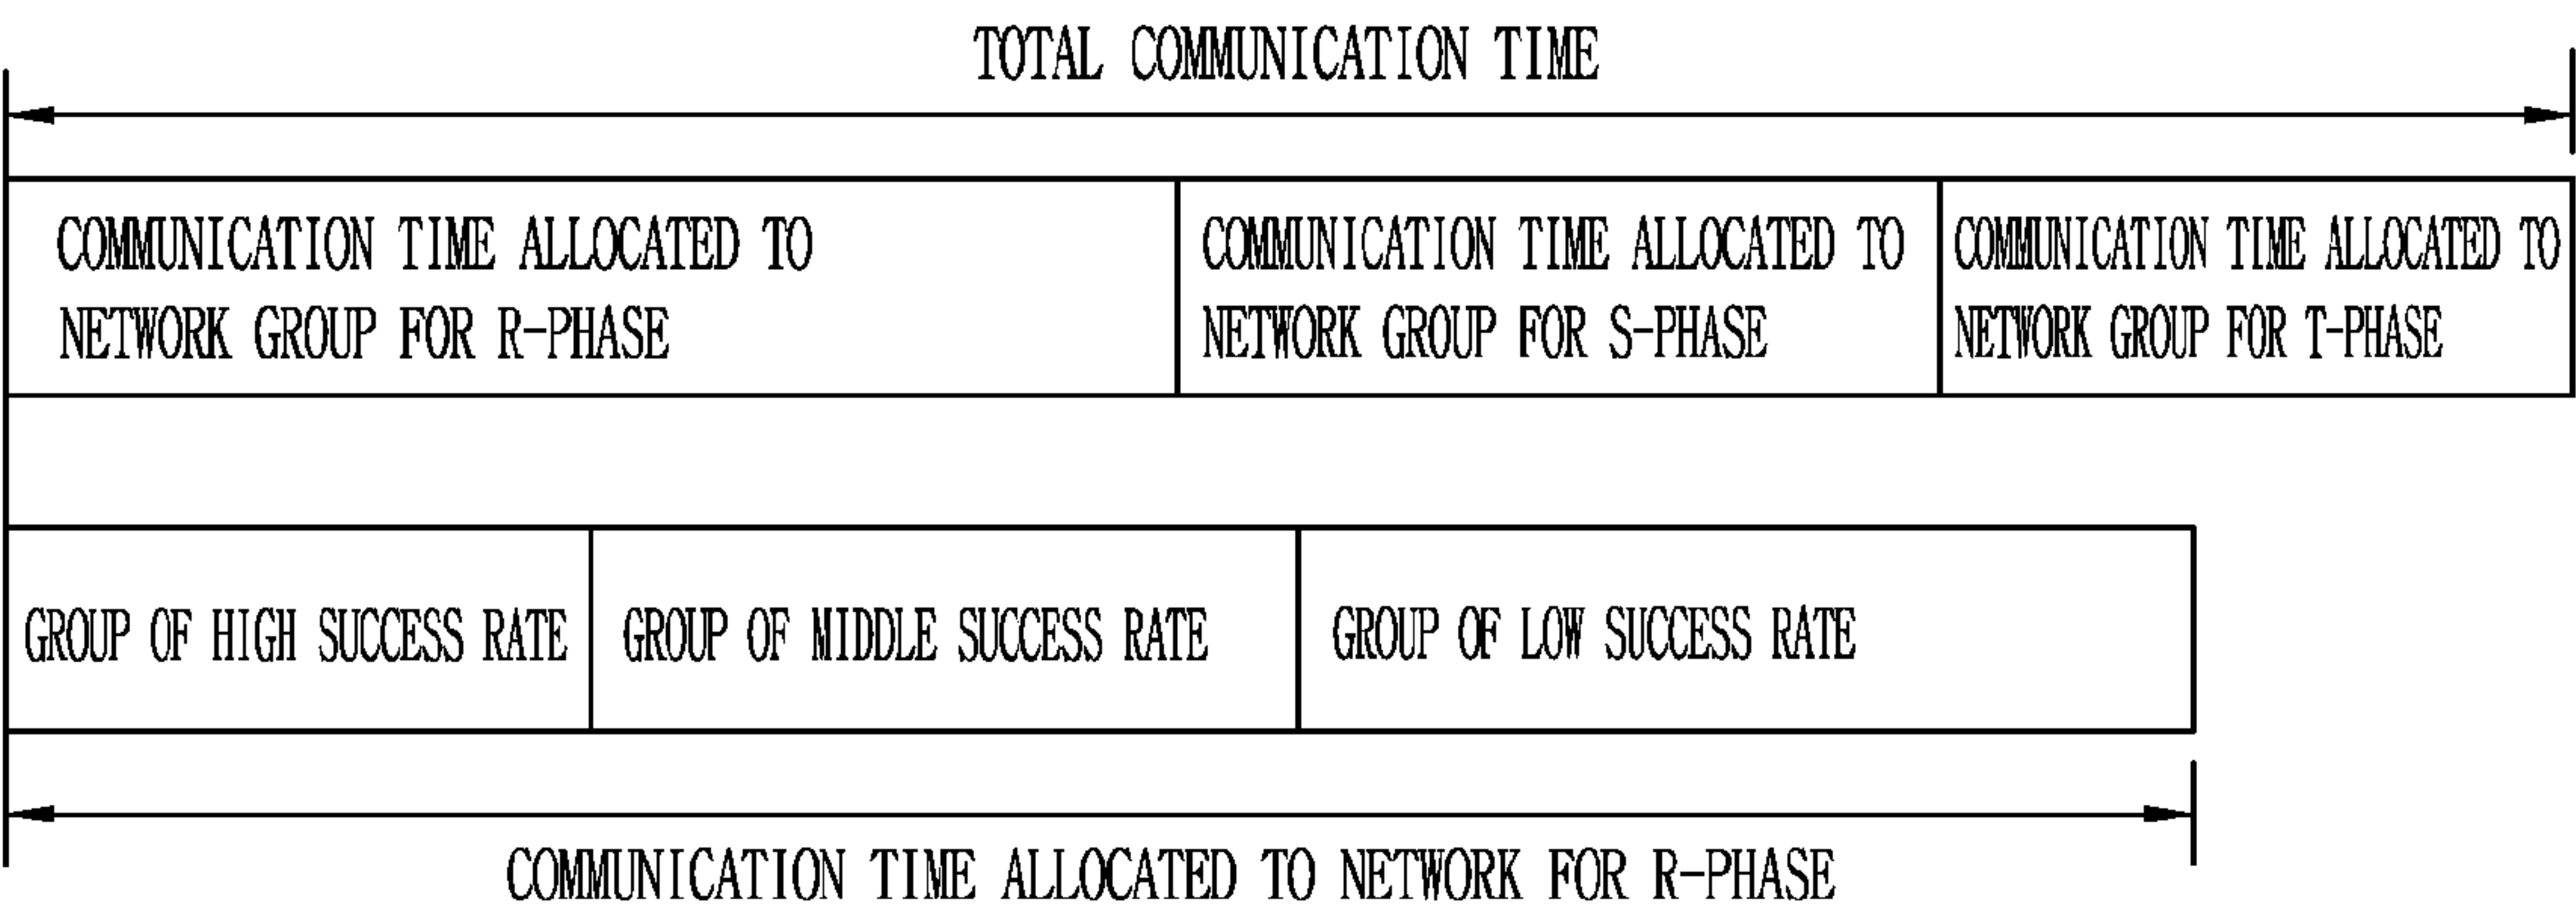 TOTAL COMMUNICATION TIME
COMMUNICATION TIME ALLOCATED TO
NETWORK GROUP FOR R-PHASE
COMMUNICATION TIME ALLOCATED TO
NETWORK GROUP FOR S-PHASE
COMMUNICATION TIME ALLOCATED TO
NETWORK GROUP FOR T-PHASE
GROUP OF HIGH SUCCESS RATE
GROUP OF MIDDLE SUCCESS RATE
GROUP OF LOW SUCCESS RATE
COMMUNICATION TIME ALLOCATED TO NETWORK FOR R-PHASE